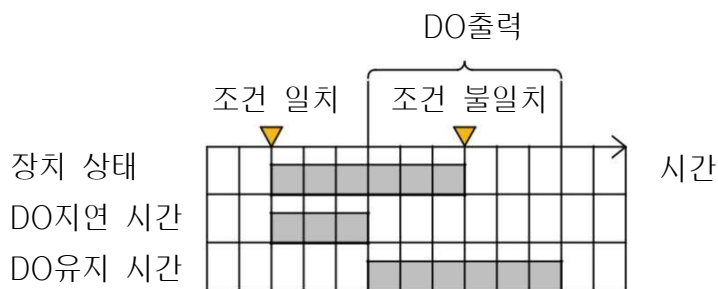 DO출력
조건 일치
조건 불일치
장치 상태
시간
DO지연 시간
DO유지 시간